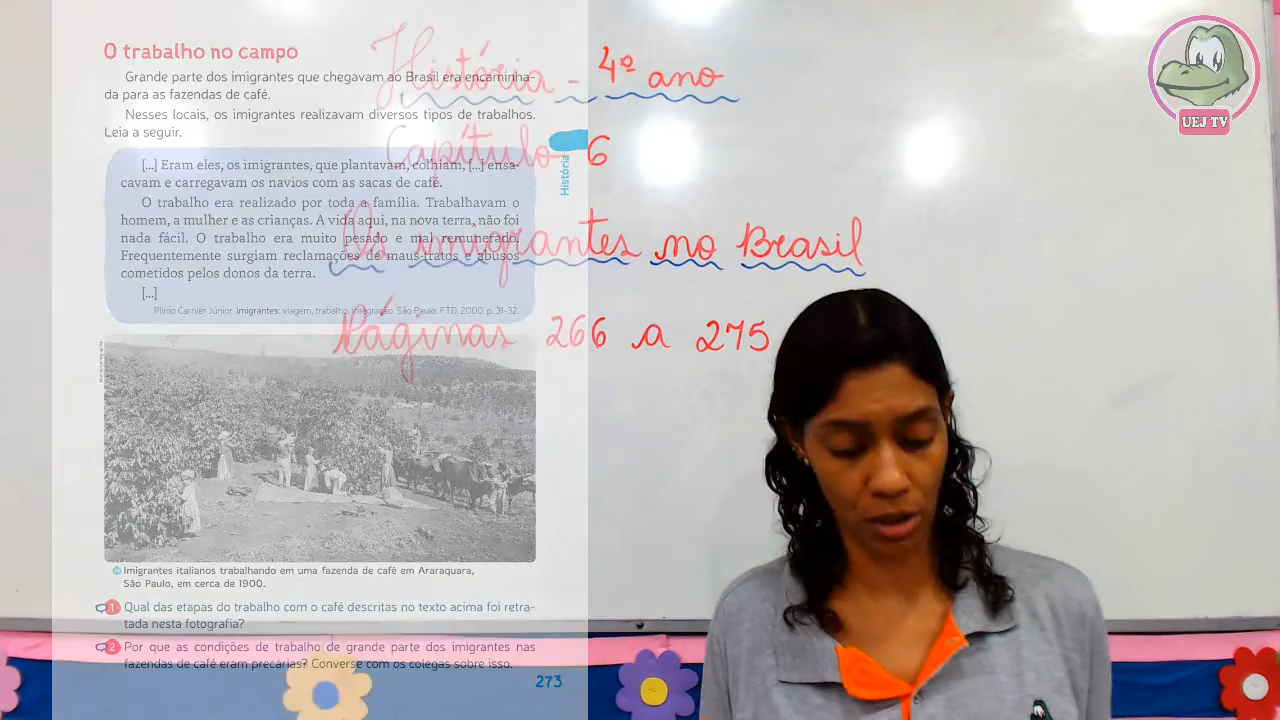 O trabalho no campo
Grande parte dos imigrantes que chegavam ao Brasil era encaminha-
da para as fazendas de café.
Nesses locais, os imigrantes realizavam diversos tipos de trabalhos.
Leia a seguir.
[...] Eram eles, os imigrantes, que plantavam, colhiam, [...] ensa-
cavam e carregavam os navios com as sacas de café.
O trabalho era realizado por toda a família. Trabalhavam o
homem, a mulher e as crianças. A vida aqui, na nova terra, não foi
nada fácil. O trabalho era muito pesado e mal remunerado.
Frequentemente surgiam reclamações de maus-tratos e abusos
cometidos pelos donos da terra.
[...]
Plínio Carnier Júnior. Imigrantes: viagem, trabalho, integração. São Paulo: FTD, 2000. p. 31-32.
Imigrantes italianos trabalhando em uma fazenda de café em Araraquara,
São Paulo, em cerca de 1900.
1 Qual das etapas do trabalho com o café descritas no texto acima foi retra-
tada nesta fotografia?
2 Por que as condições de trabalho de grande parte dos imigrantes nas
fazendas de café eram precárias? Converse com os colegas sobre isso.
273
História
História - 4º ano
Capítulo 6
Os imigrantes no Brasil
Páginas 266 a 275
UEJ TV